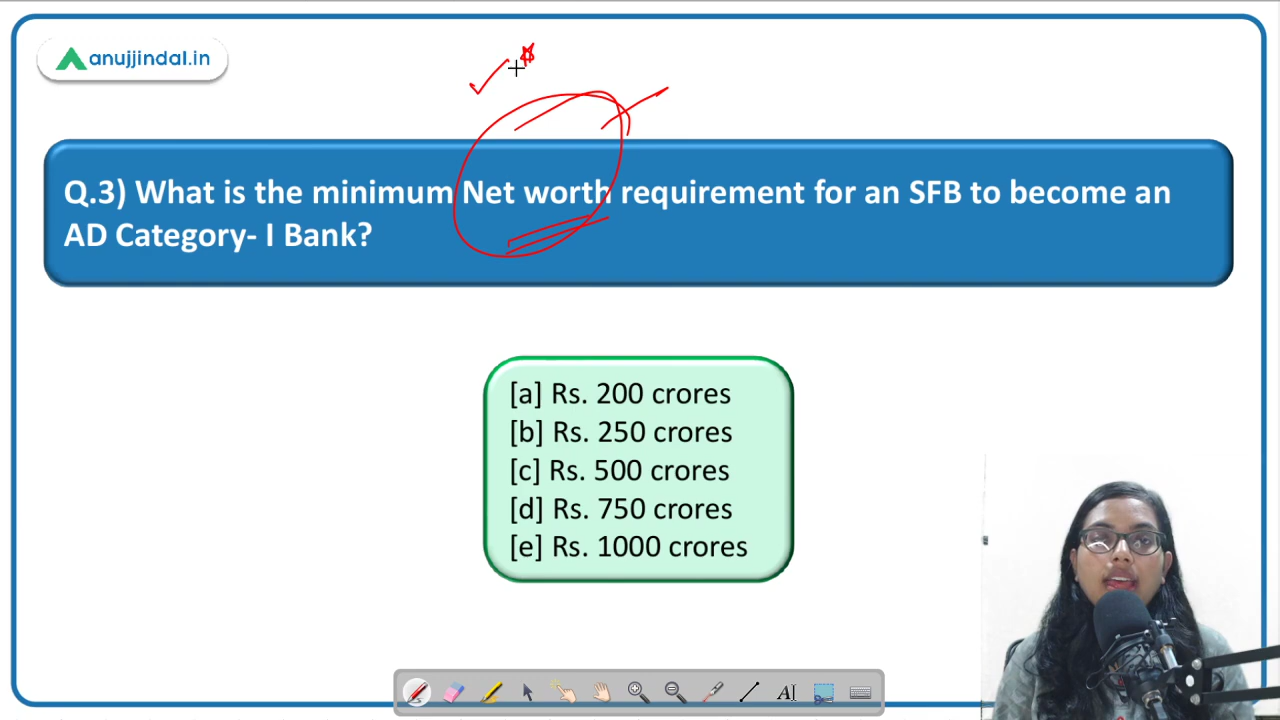 anujjindal.in
Q.3) What is the minimum Net worth requirement for an SFB to become an
AD Category- I Bank?
[a] Rs. 200 crores
[b] Rs. 250 crores
[c] Rs. 500 crores
[d] Rs. 750 crores
[e] Rs. 1000 crores
AI